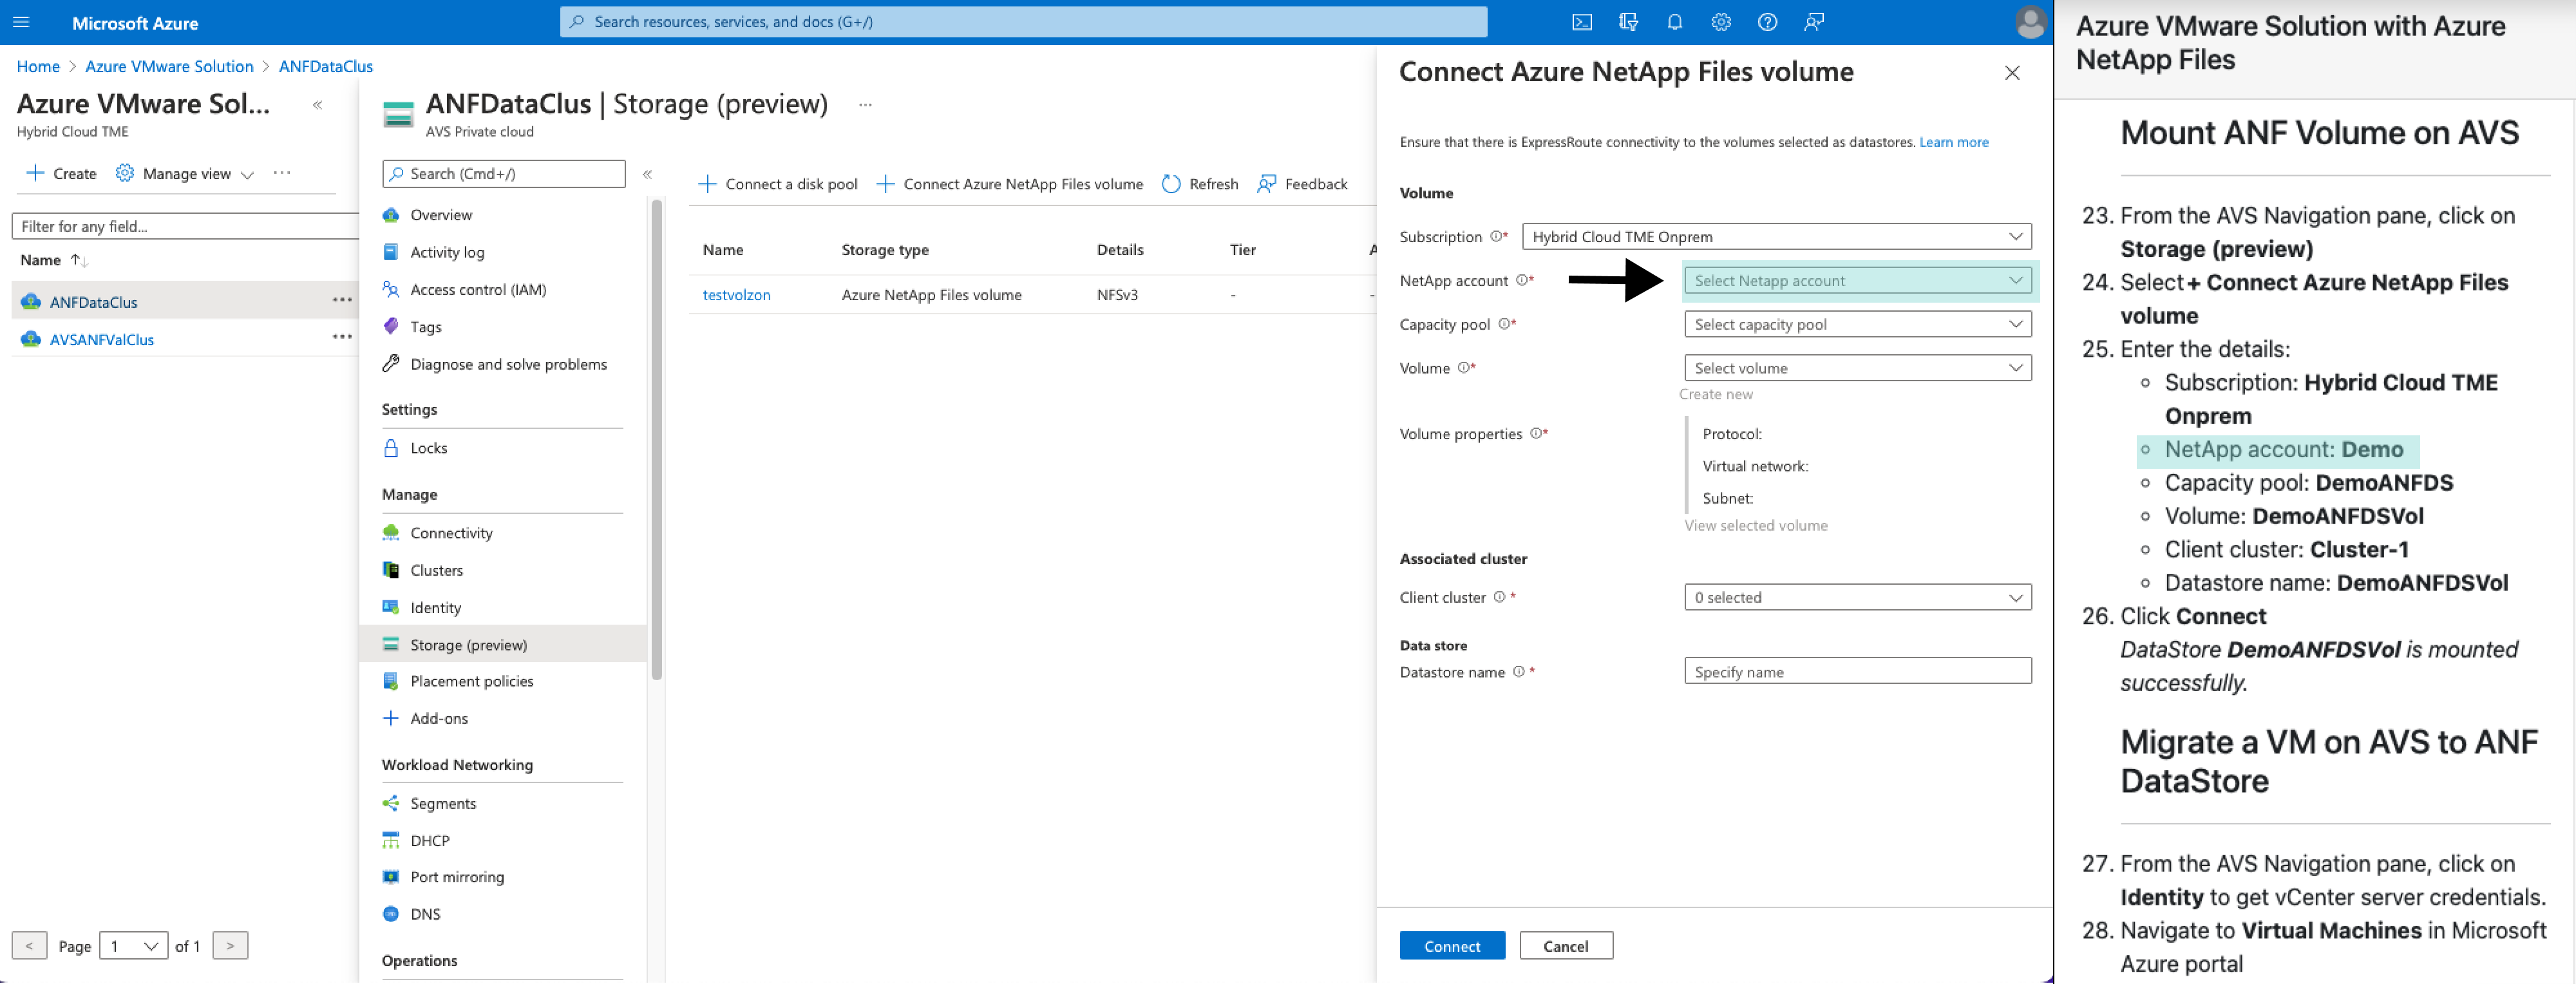 Microsoft Azure
Search resources, services, and docs (G+/)
Home > Azure VMware Solution > ANFDataClus
Azure VMware Sol... «
Hybrid Cloud TME
+ Create Manage view ...
Filter for any field...
Name ↑↓
ANFDataClus ...
AVSANFValClus ...
< Page 1 of 1 >
ANFDataClus | Storage (preview) ...
AVS Private cloud
Search (Cmd+/) «
Overview
Activity log
Access control (IAM)
Tags
Diagnose and solve problems
Settings
Locks
Manage
Connectivity
Clusters
Identity
Storage (preview)
Placement policies
Add-ons
Workload Networking
Segments
DHCP
Port mirroring
DNS
Operations
+ Connect a disk pool + Connect Azure NetApp Files volume Refresh Feedback
Name Storage type Details Tier A
testvolzon Azure NetApp Files volume NFSv3 - -
Connect Azure NetApp Files volume
Ensure that there is ExpressRoute connectivity to the volumes selected as datastores. Learn more
Volume
Subscription * Hybrid Cloud TME Onprem
NetApp account * Select Netapp account
Capacity pool * Select capacity pool
Volume * Select volume
Create new
Volume properties * Protocol:
Virtual network:
Subnet:
View selected volume
Associated cluster
Client cluster * 0 selected
Data store
Datastore name * Specify name
Connect Cancel
Azure VMware Solution with Azure
NetApp Files
Mount ANF Volume on AVS
23. From the AVS Navigation pane, click on
Storage (preview)
24. Select + Connect Azure NetApp Files
volume
25. Enter the details:
Subscription: Hybrid Cloud TME
Onprem
NetApp account: Demo
Capacity pool: DemoANFDS
Volume: DemoANFDSVol
Client cluster: Cluster-1
Datastore name: DemoANFDSVol
26. Click Connect
DataStore DemoANFDSVol is mounted
successfully.
Migrate a VM on AVS to ANF
DataStore
27. From the AVS Navigation pane, click on
Identity to get vCenter server credentials.
28. Navigate to Virtual Machines in Microsoft
Azure portal